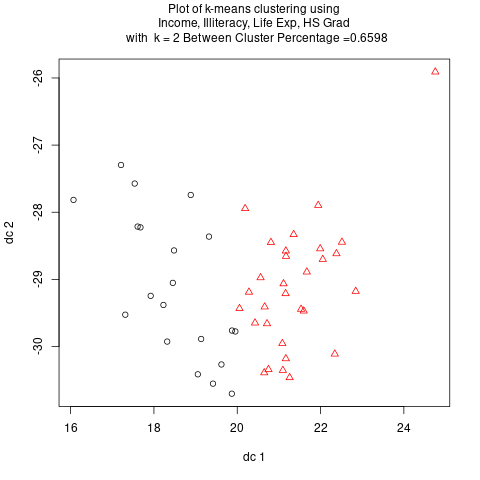 Plot of k-means clustering using
Income, Illiteracy, Life Exp, HS Grad
with  k = 2 Between Cluster Percentage =0.6598
-26
-27
-28
-29
-30
dc 2
16
18
20
22
24
dc 1